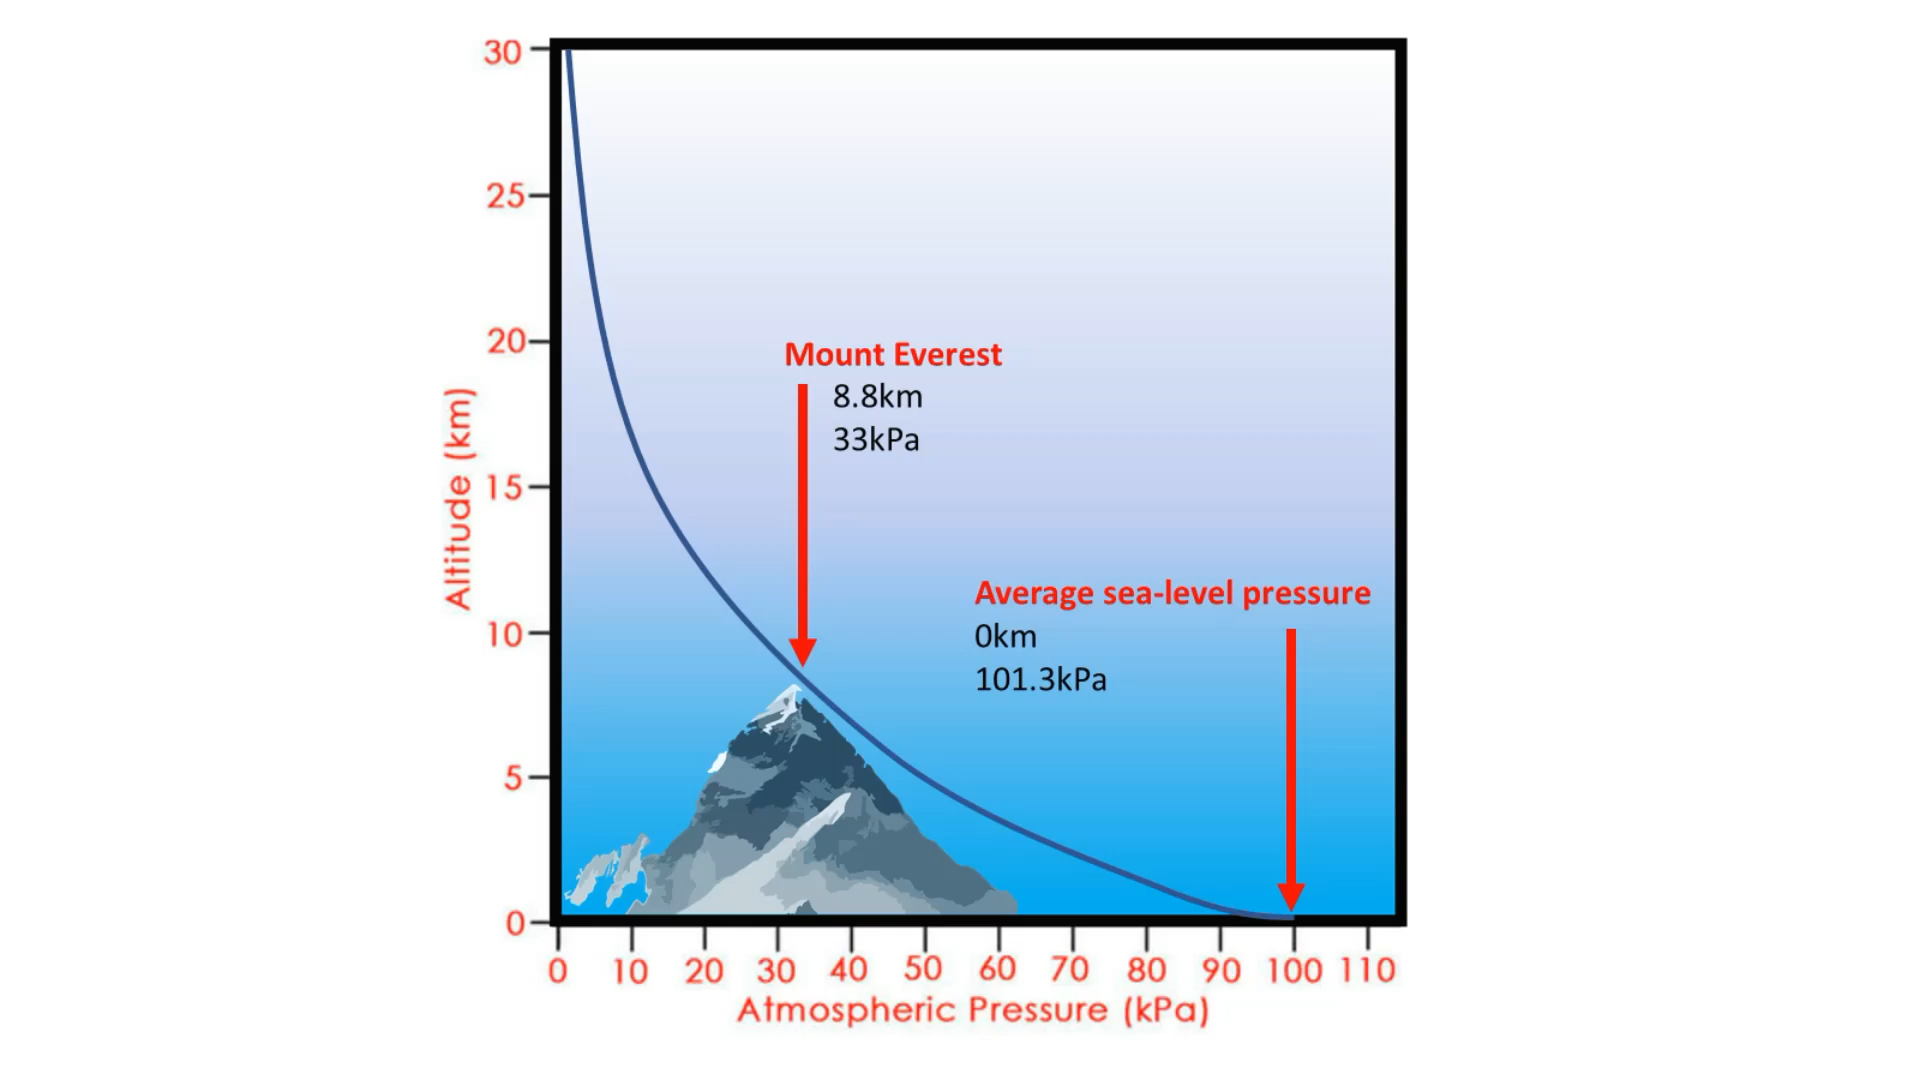 30
25
20
15
10
5
0
Altitude (km)
Mount Everest
8.8km
33kPa
Average sea-level pressure
0km
101.3kPa
0 10 20 30 40 50 60 70 80 90 100 110
Atmospheric Pressure (kPa)